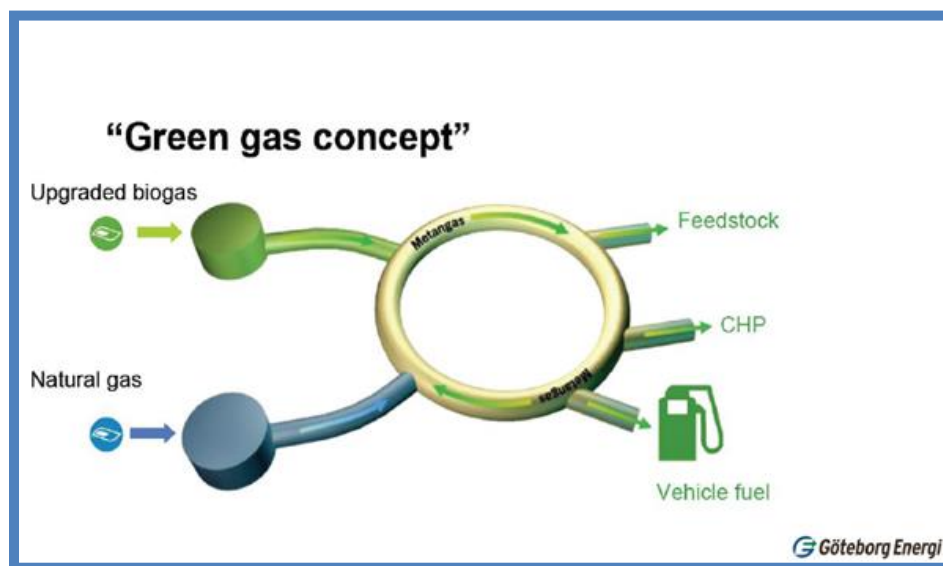 “Green gas concept”
Upgraded biogas
Metangas
Feedstock
CHP
Natural gas
Metangas
Vehicle fuel
Göteborg Energi